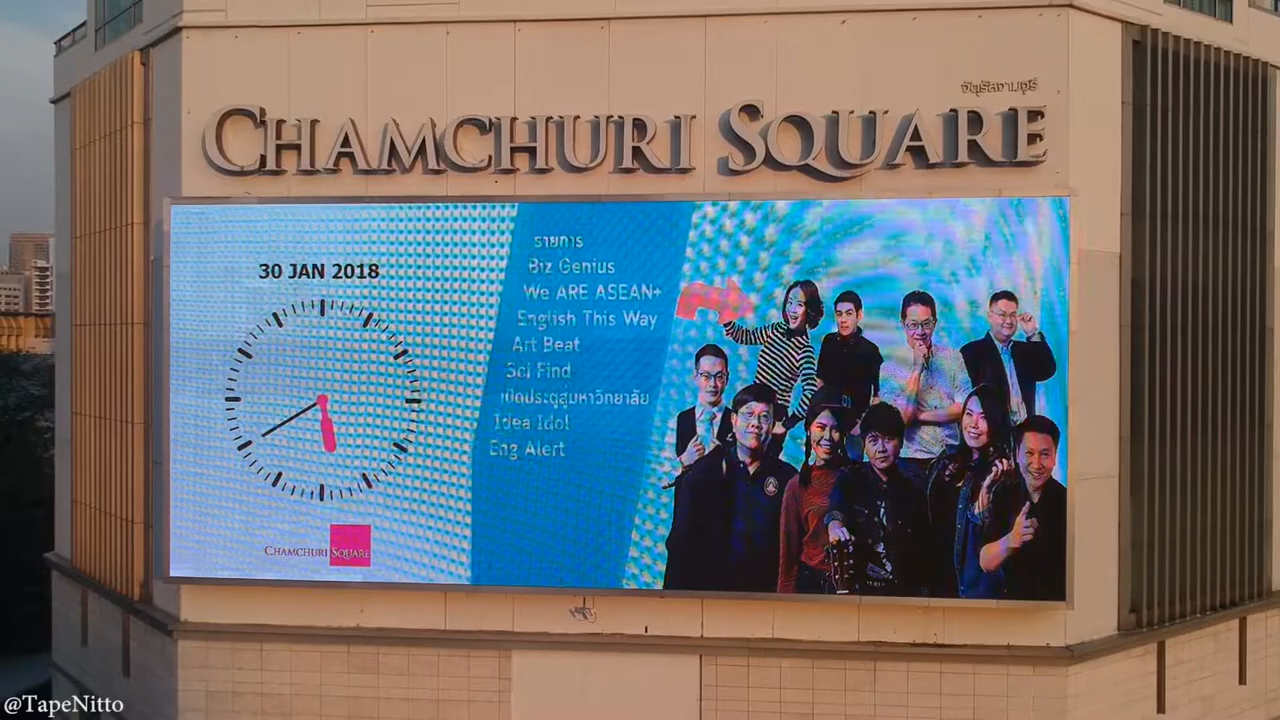 จัตุรัสจามจุรี
CHAMCHURI SQUARE
30 JAN 2018
CHAMCHURI SQUARE
รายการ
Biz Genius
We ARE ASEAN+
English This Way
Art Beat
Sci Find
เปิดประตูสู่มหาวิทยาลัย
Idea Idol
Eng Alert
@TapeNitto